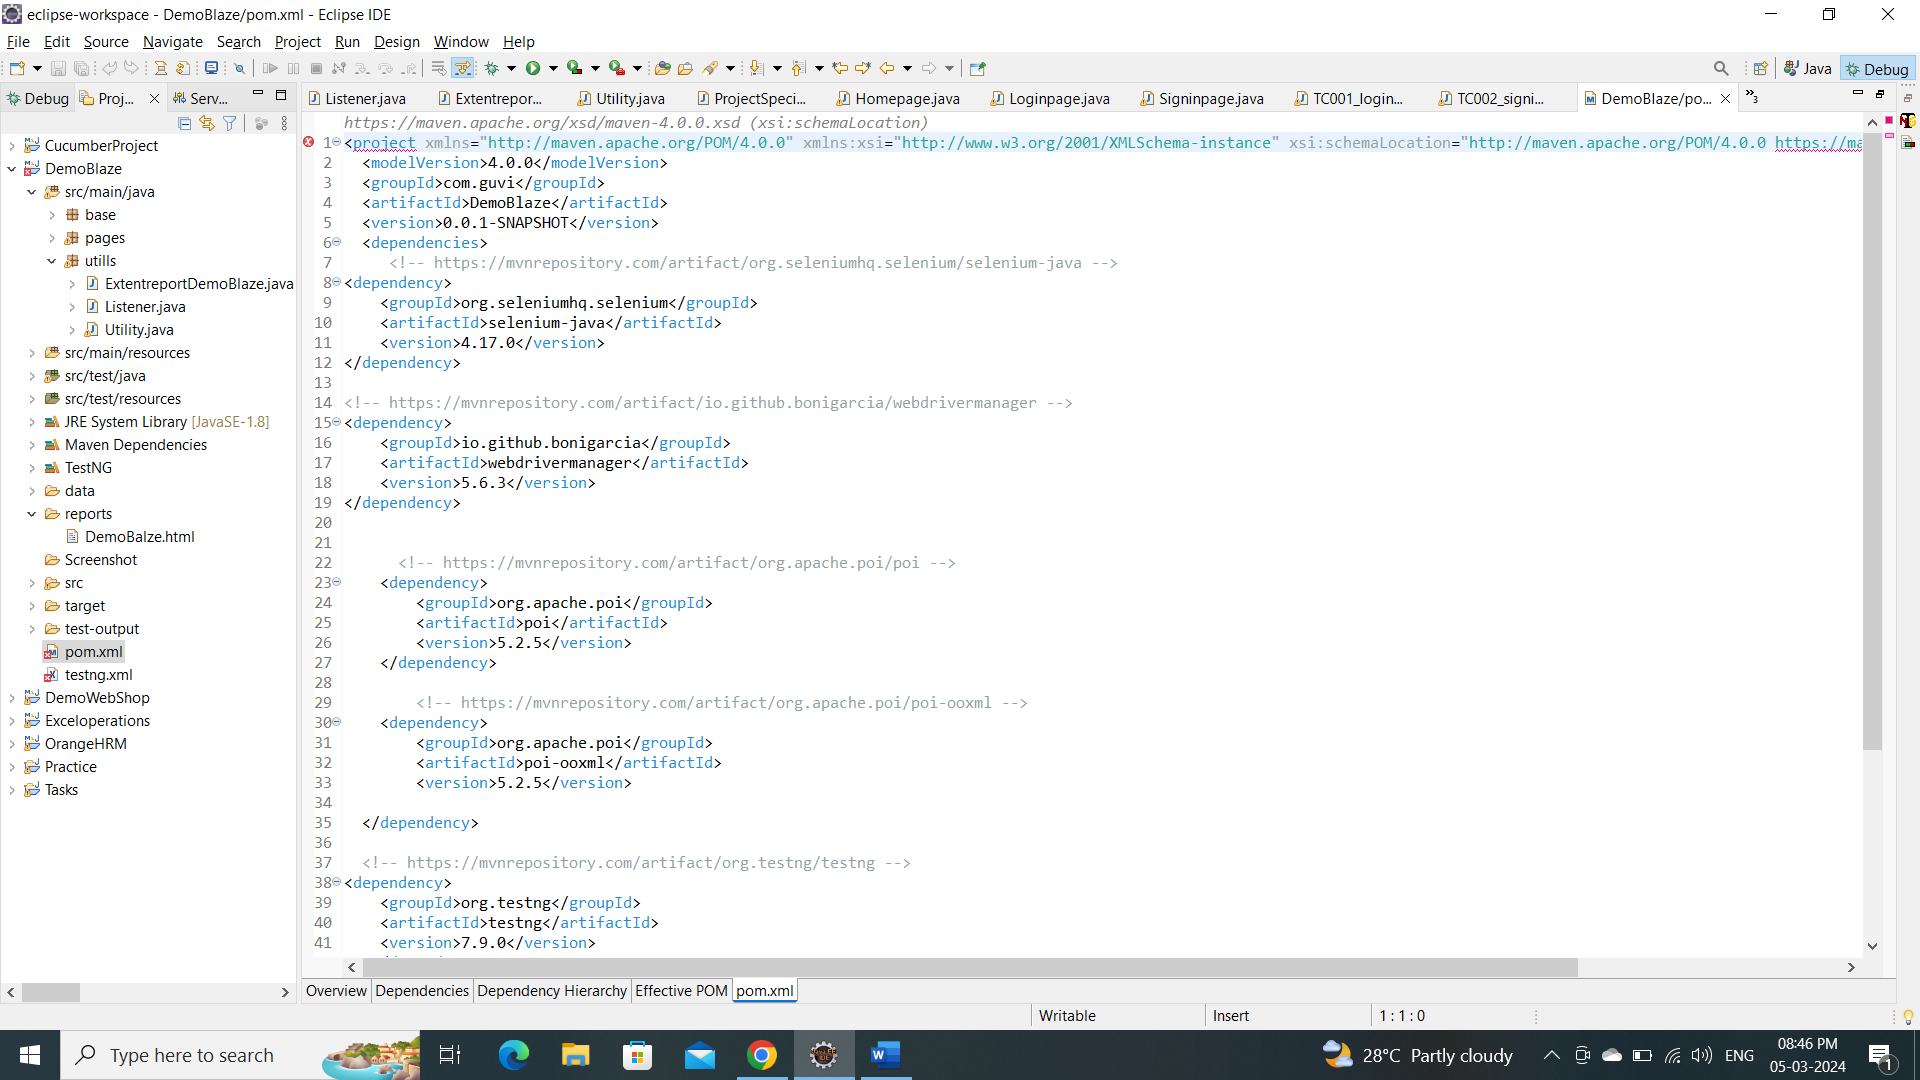 eclipse-workspace - DemoBlaze/pom.xml - Eclipse IDE
File Edit Source Navigate Search Project Run Design Window Help
Java Debug
Debug Proj... Serv...
Listener.java Extentrepor... Utility.java ProjectSpeci... Homepage.java Loginpage.java Signinpage.java TC001_login... TC002_signi... DemoBlaze/po... 3
CucumberProject
DemoBlaze
src/main/java
base
pages
utills
ExtentreportDemoBlaze.java
Listener.java
Utility.java
src/main/resources
src/test/java
src/test/resources
JRE System Library [JavaSE-1.8]
Maven Dependencies
TestNG
data
reports
DemoBalze.html
Screenshot
src
target
test-output
pom.xml
testng.xml
DemoWebShop
Exceloperations
OrangeHRM
Practice
Tasks
https://maven.apache.org/xsd/maven-4.0.0.xsd (xsi:schemaLocation)
1 <project xmlns="http://maven.apache.org/POM/4.0.0" xmlns:xsi="http://www.w3.org/2001/XMLSchema-instance" xsi:schemaLocation="http://maven.apache.org/POM/4.0.0 https://ma
2 <modelVersion>4.0.0</modelVersion>
3 <groupId>com.guvi</groupId>
4 <artifactId>DemoBlaze</artifactId>
5 <version>0.0.1-SNAPSHOT</version>
6 <dependencies>
7 <!-- https://mvnrepository.com/artifact/org.seleniumhq.selenium/selenium-java -->
8 <dependency>
9 <groupId>org.seleniumhq.selenium</groupId>
10 <artifactId>selenium-java</artifactId>
11 <version>4.17.0</version>
12 </dependency>
13
14 <!-- https://mvnrepository.com/artifact/io.github.bonigarcia/webdrivermanager -->
15 <dependency>
16 <groupId>io.github.bonigarcia</groupId>
17 <artifactId>webdrivermanager</artifactId>
18 <version>5.6.3</version>
19 </dependency>
20
21
22 <!-- https://mvnrepository.com/artifact/org.apache.poi/poi -->
23 <dependency>
24 <groupId>org.apache.poi</groupId>
25 <artifactId>poi</artifactId>
26 <version>5.2.5</version>
27 </dependency>
28
29 <!-- https://mvnrepository.com/artifact/org.apache.poi/poi-ooxml -->
30 <dependency>
31 <groupId>org.apache.poi</groupId>
32 <artifactId>poi-ooxml</artifactId>
33 <version>5.2.5</version>
34
35 </dependency>
36
37 <!-- https://mvnrepository.com/artifact/org.testng/testng -->
38 <dependency>
39 <groupId>org.testng</groupId>
40 <artifactId>testng</artifactId>
41 <version>7.9.0</version>
Overview Dependencies Dependency Hierarchy Effective POM pom.xml
Writable Insert 1 : 1 : 0
Type here to search
28°C Partly cloudy ENG
08:46 PM
05-03-2024
1